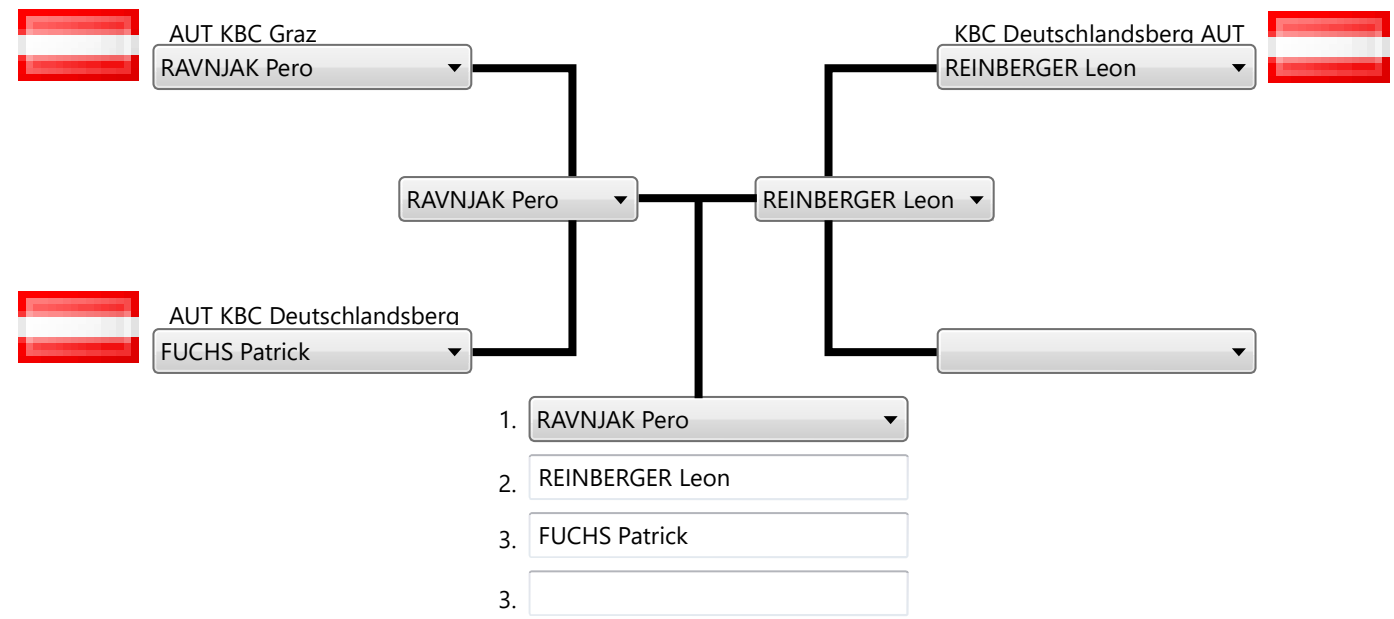 AUT KBC Graz
RAVNJAK Pero
KBC Deutschlandsberg AUT
REINBERGER Leon
RAVNJAK Pero
REINBERGER Leon
AUT KBC Deutschlandsberg
FUCHS Patrick
1. RAVNJAK Pero
2. REINBERGER Leon
3. FUCHS Patrick
3.